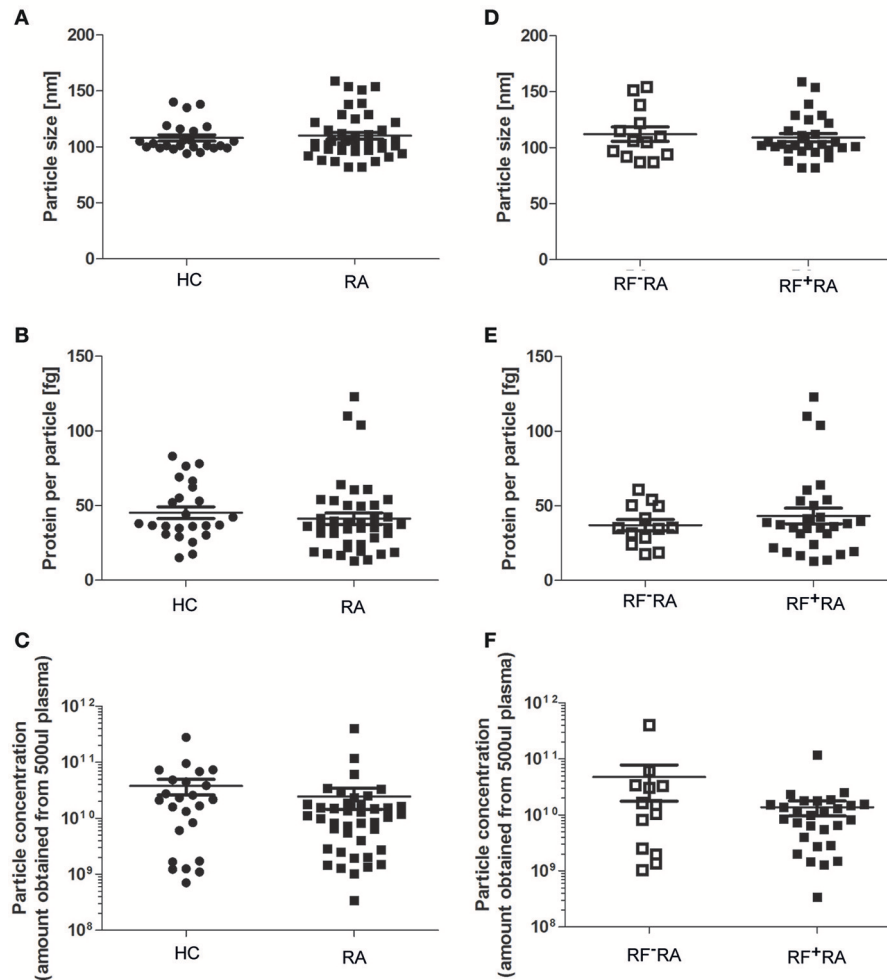 A
Particle size [nm]
200
150
100
50
0
HC
RA
D
Particle size [nm]
200
150
100
50
0
RF⁻RA
RF⁺RA
B
Protein per particle [fg]
150
100
50
0
HC
RA
E
Protein per particle [fg]
150
100
50
0
RF⁻RA
RF⁺RA
C
Particle concentration
(amount obtained from 500ul plasma)
10¹²
10¹¹
10¹⁰
10⁹
10⁸
HC
RA
F
Particle concentration
(amount obtained from 500ul plasma)
10¹²
10¹¹
10¹⁰
10⁹
10⁸
RF⁻RA
RF⁺RA